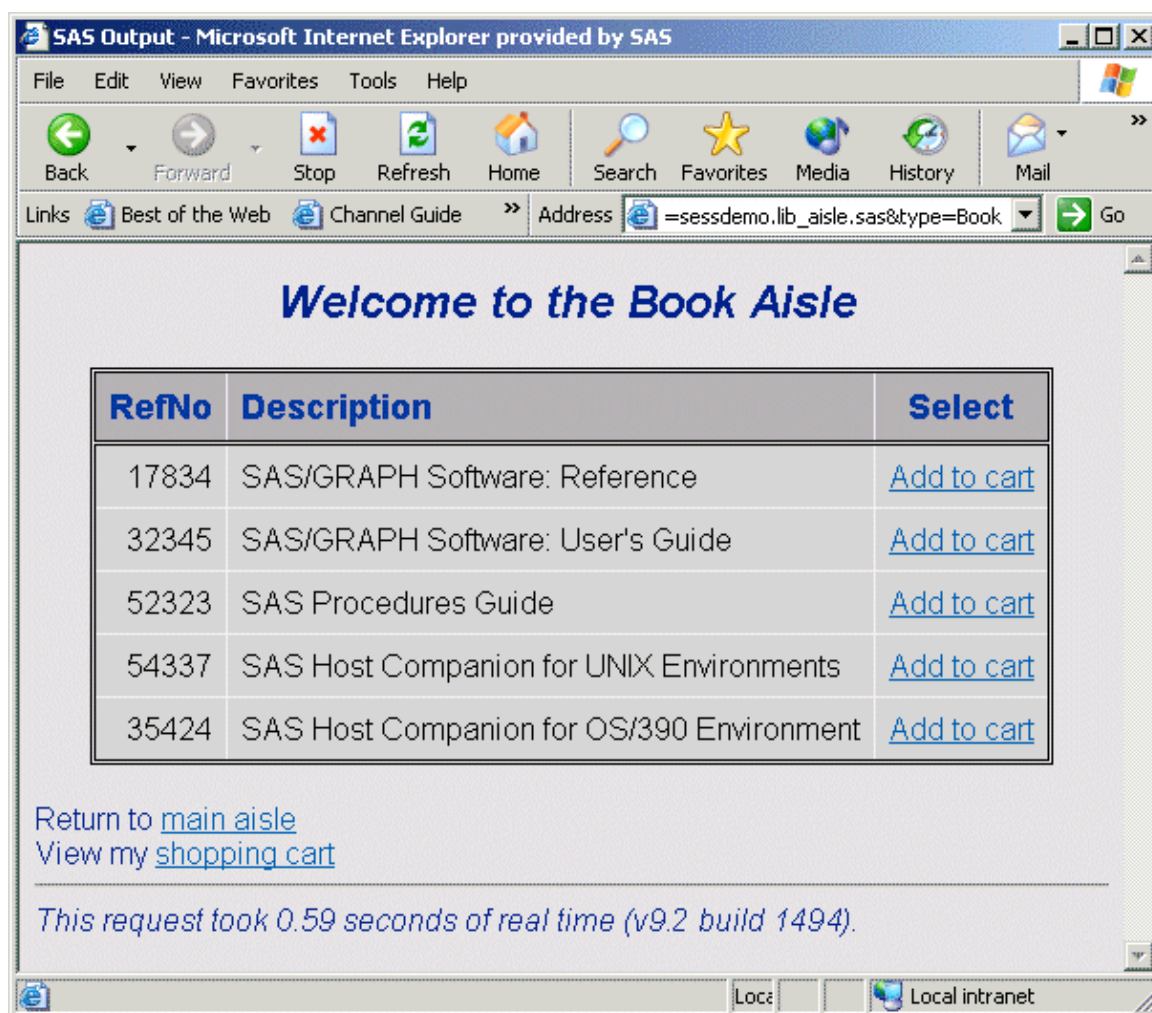 SAS Output - Microsoft Internet Explorer provided by SAS
File Edit View Favorites Tools Help
Back Forward Stop Refresh Home Search Favorites Media History Mail »
Links Best of the Web Channel Guide » Address =sessdemo.lib_aisle.sas&type=Book Go
Welcome to the Book Aisle
RefNo Description Select
17834 SAS/GRAPH Software: Reference Add to cart
32345 SAS/GRAPH Software: User's Guide Add to cart
52323 SAS Procedures Guide Add to cart
54337 SAS Host Companion for UNIX Environments Add to cart
35424 SAS Host Companion for OS/390 Environment Add to cart
Return to main aisle
View my shopping cart
This request took 0.59 seconds of real time (v9.2 build 1494).
Loca Local intranet